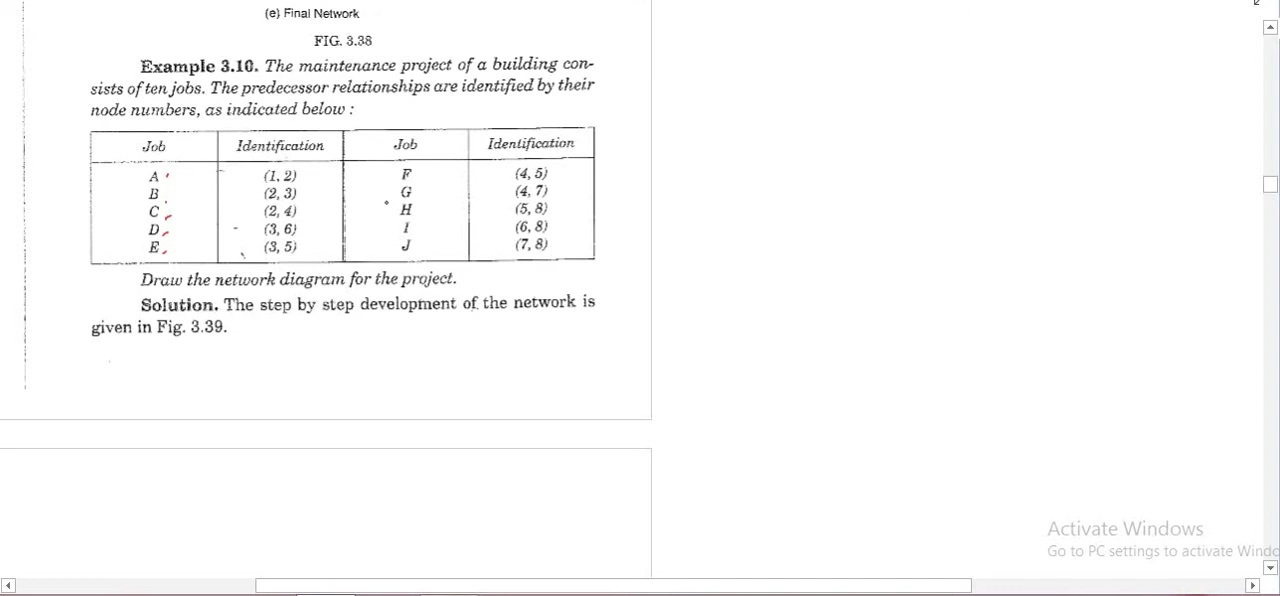 (e) Final Network
FIG. 3.38
Example 3.10. The maintenance project of a building con-
sists of ten jobs. The predecessor relationships are identified by their
node numbers, as indicated below :
Job Identification Job Identification
A (1, 2) F (4, 5)
B (2, 3) G (4, 7)
C (2, 4) H (5, 8)
D (3, 6) I (6, 8)
E (3, 5) J (7, 8)
Draw the network diagram for the project.
Solution. The step by step development of the network is
given in Fig. 3.39.
Activate Windows
Go to PC settings to activate Windo